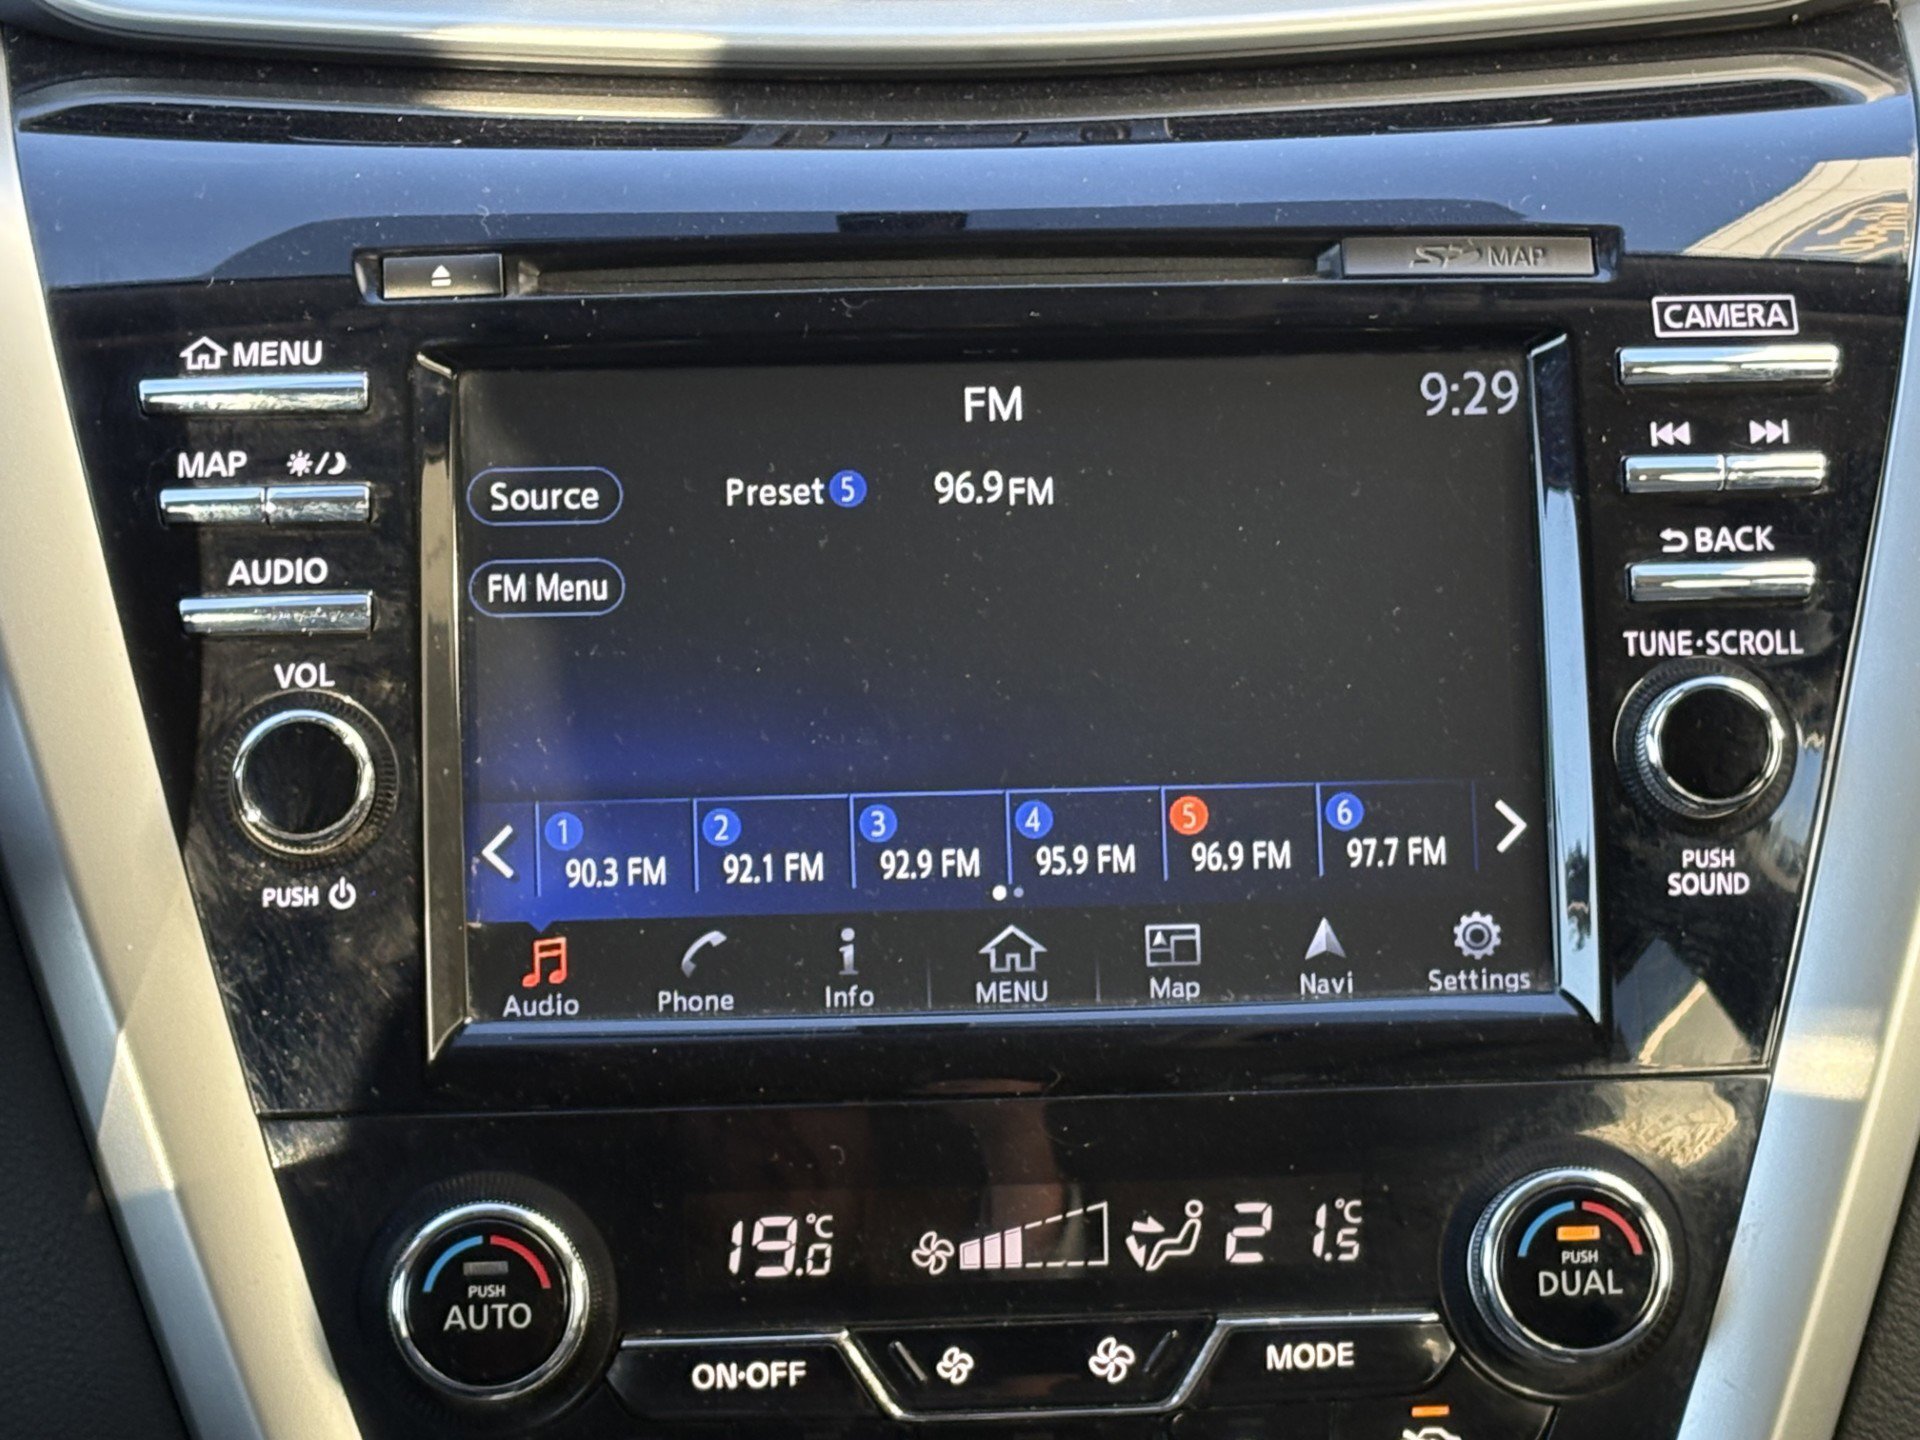 SD MAP
MENU
CAMERA
FM
9:29
MAP
Source
Preset 5 96.9 FM
BACK
AUDIO
FM Menu
TUNE·SCROLL
VOL
1 2 3 4 5 6
90.3 FM 92.1 FM 92.9 FM 95.9 FM 96.9 FM 97.7 FM
PUSH
PUSH
SOUND
Audio Phone Info MENU Map Navi Settings
19.0 °C 21.5 °C
PUSH
AUTO
PUSH
DUAL
ON·OFF
MODE